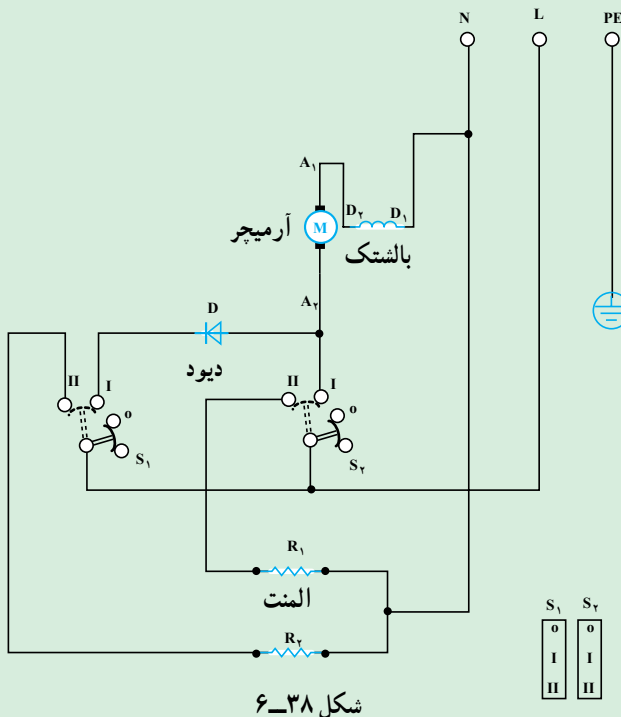 N L PE
A۱
D۲ D۱
آرمیچر M
بالشتک
A۲
D
دیود
II I
o
S۱
II I
o
S۲
R۱
المنت
R۲
S۱ S۲
o o
I I
II II
شکل ۳۸ــ۶